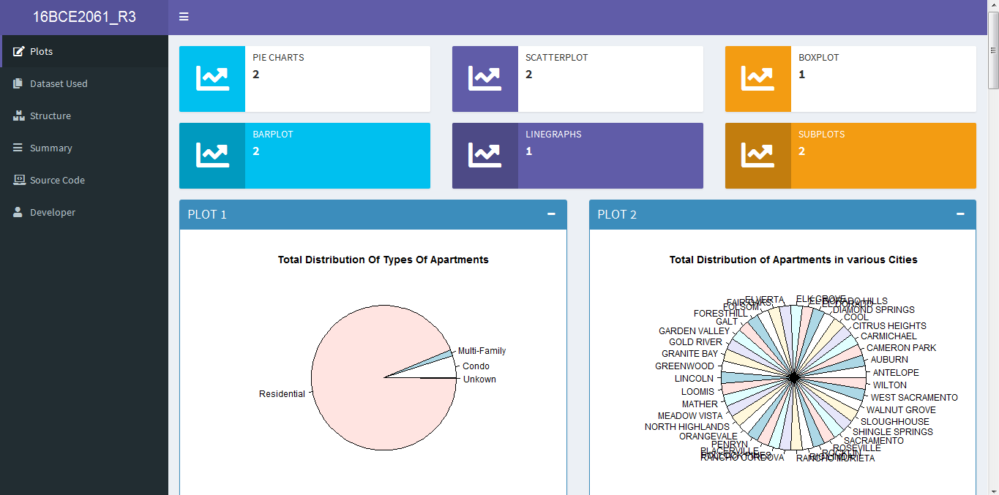 16BCE2061_R3
Plots
Dataset Used
Structure
Summary
Source Code
Developer
PIE CHARTS
2
SCATTERPLOT
2
BOXPLOT
1
BARPLOT
2
LINEGRAPHS
1
SUBPLOTS
2
PLOT 1
Total Distribution Of Types Of Apartments
Multi-Family
Condo
Unkown
Residential
PLOT 2
Total Distribution of Apartments in various Cities
ELVERTA
ELK GROVE
EL DORADO HILLS
FAIR OAKS
EL DORADO
FOLSOM
DIAMOND SPRINGS
FORESTHILL
COOL
GALT
CITRUS HEIGHTS
GARDEN VALLEY
CARMICHAEL
GOLD RIVER
CAMERON PARK
GRANITE BAY
AUBURN
GREENWOOD
ANTELOPE
LINCOLN
WILTON
LOOMIS
WEST SACRAMENTO
MATHER
WALNUT GROVE
MEADOW VISTA
SLOUGHHOUSE
NORTH HIGHLANDS
SHINGLE SPRINGS
ORANGEVALE
SACRAMENTO
PENRYN
ROSEVILLE
PLACERVILLE
ROCKLIN
POLLOCK PINES
RIO LINDA
RANCHO CORDOVA
RANCHO MURIETA